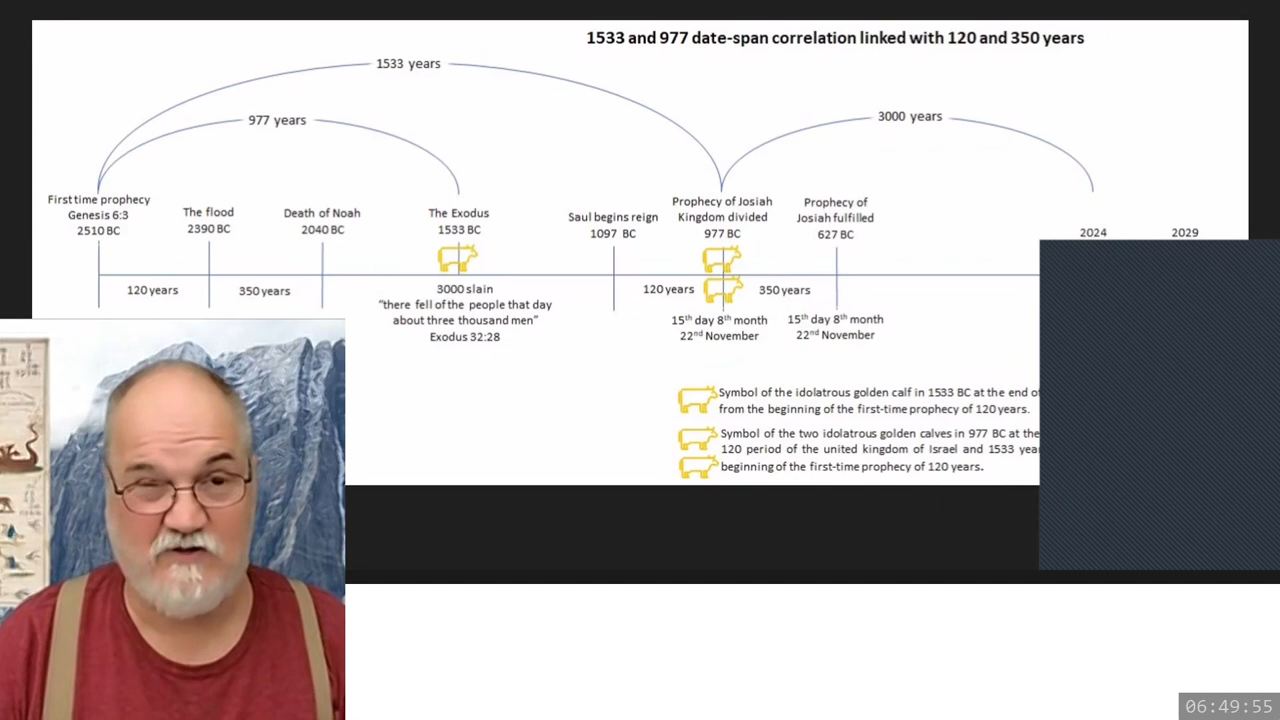 1533 and 977 date-span correlation linked with 120 and 350 years
1533 years
977 years
3000 years
First time prophecy
Genesis 6:3
2510 BC
The flood
2390 BC
Death of Noah
2040 BC
The Exodus
1533 BC
Saul begins reign
1097 BC
Prophecy of Josiah
Kingdom divided
977 BC
Prophecy of
Josiah fulfilled
627 BC
2024
2029
120 years
350 years
3000 slain
"there fell of the people that day
about three thousand men"
Exodus 32:28
120 years
350 years
15th day 8th month
22nd November
15th day 8th month
22nd November
Symbol of the idolatrous golden calf in 1533 BC at the end of
from the beginning of the first-time prophecy of 120 years.
Symbol of the two idolatrous golden calves in 977 BC at the
120 period of the united kingdom of Israel and 1533
beginning of the first-time prophecy of 120 years.
06:49:55